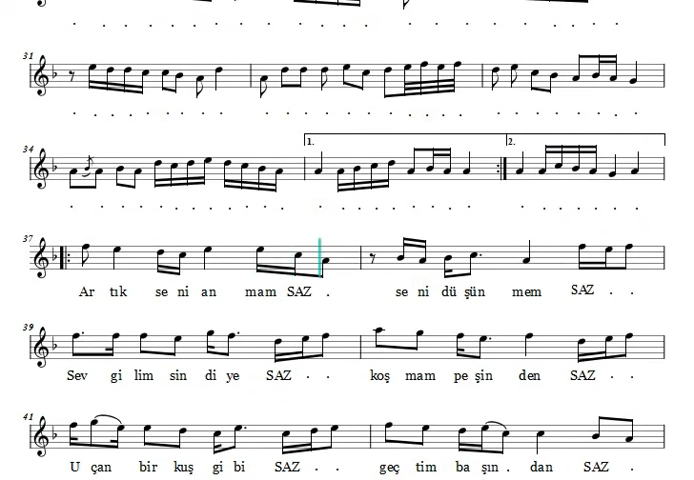 31
34
1.
2.
37
Ar tık se ni an mam SAZ . se ni dü şün mem SAZ . .
39
Sev gi lim sin di ye SAZ . . koş mam pe şin den SAZ . .
41
U çan bir kuş gi bi SAZ . . geç tim ba şın . dan SAZ .